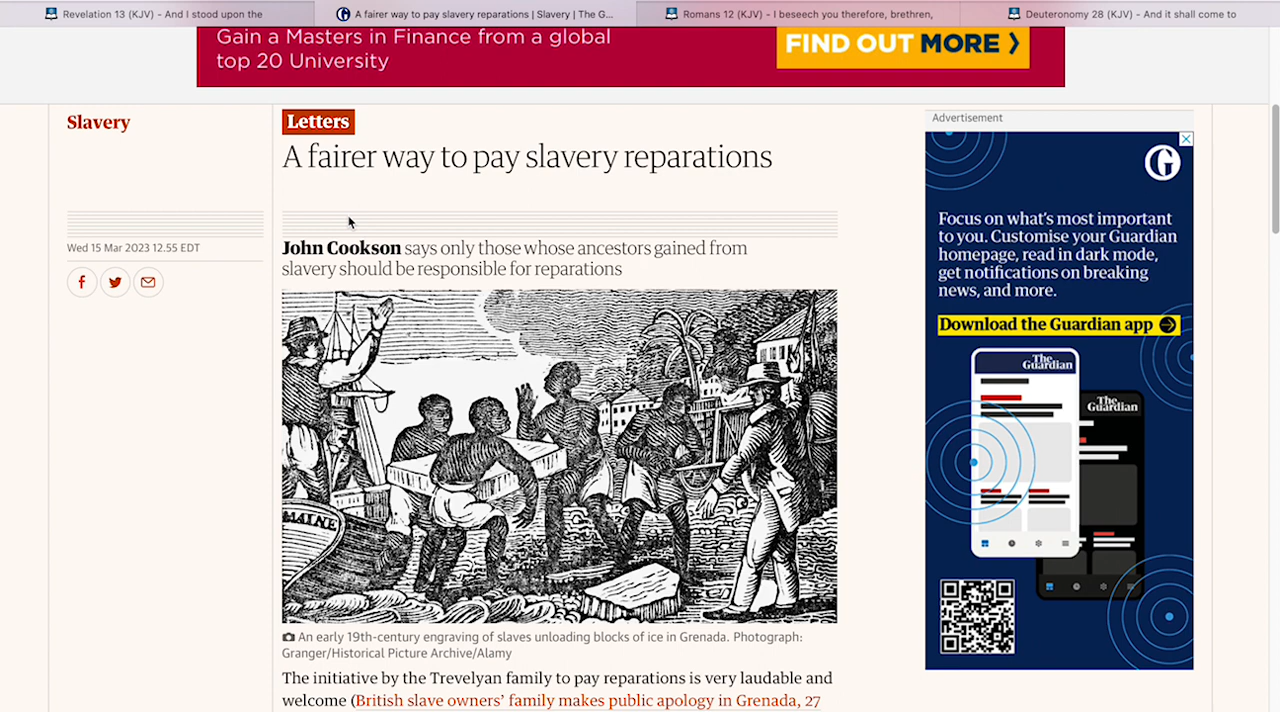 Revelation 13 (KJV) - And I stood upon the
A fairer way to pay slavery reparations | Slavery | The G...
Romans 12 (KJV) - I beseech you therefore, brethren,
Deuteronomy 28 (KJV) - And it shall come to
Gain a Masters in Finance from a global
top 20 University
FIND OUT MORE
Slavery
Letters
A fairer way to pay slavery reparations
Wed 15 Mar 2023 12.55 EDT
John Cookson says only those whose ancestors gained from
slavery should be responsible for reparations
MAINE
An early 19th-century engraving of slaves unloading blocks of ice in Grenada. Photograph:
Granger/Historical Picture Archive/Alamy
The initiative by the Trevelyan family to pay reparations is very laudable and
welcome (British slave owners' family makes public apology in Grenada, 27
Advertisement
G
Focus on what's most important
to you. Customise your Guardian
homepage, read in dark mode,
get notifications on breaking
news, and more.
Download the Guardian app
The
Guardian
The
Guardian